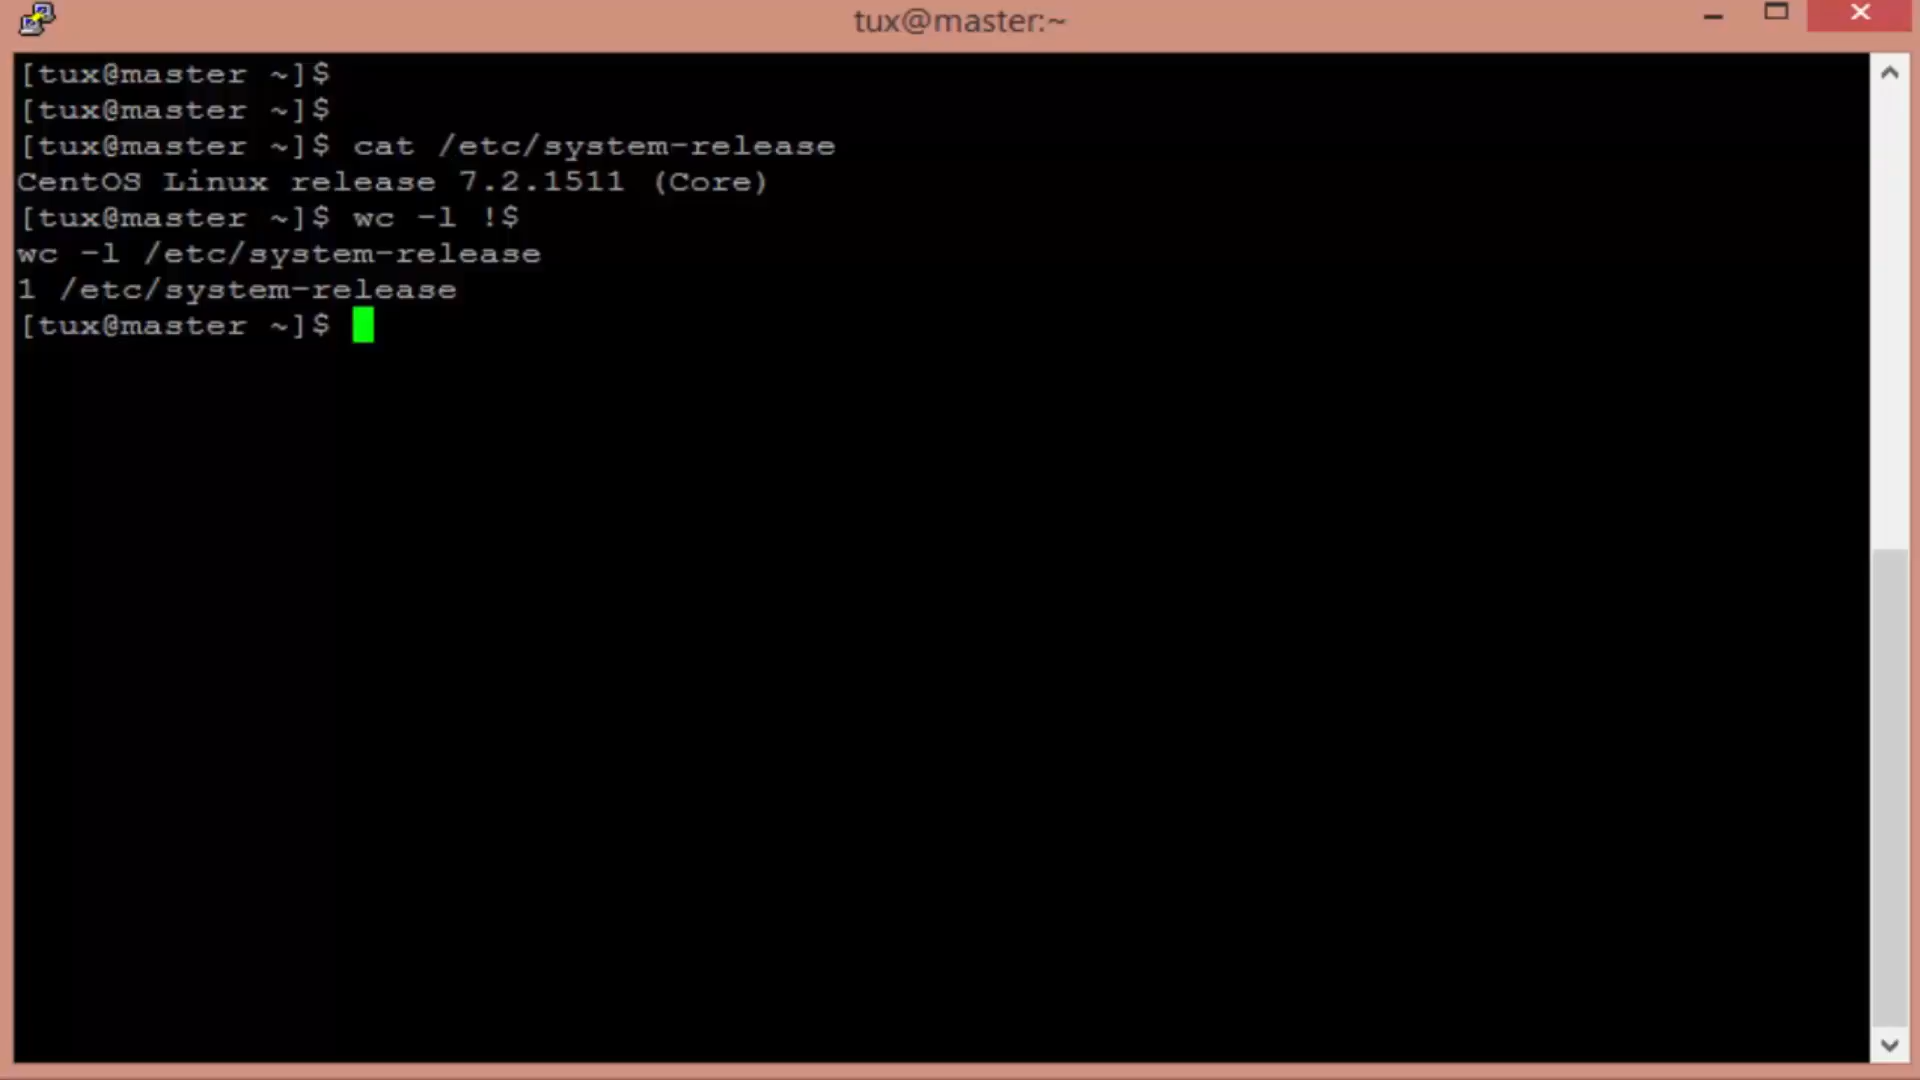 tux@master:~
[tux@master ~]$
[tux@master ~]$
[tux@master ~]$ cat /etc/system-release
CentOS Linux release 7.2.1511 (Core)
[tux@master ~]$ wc -l !$
wc -l /etc/system-release
1 /etc/system-release
[tux@master ~]$